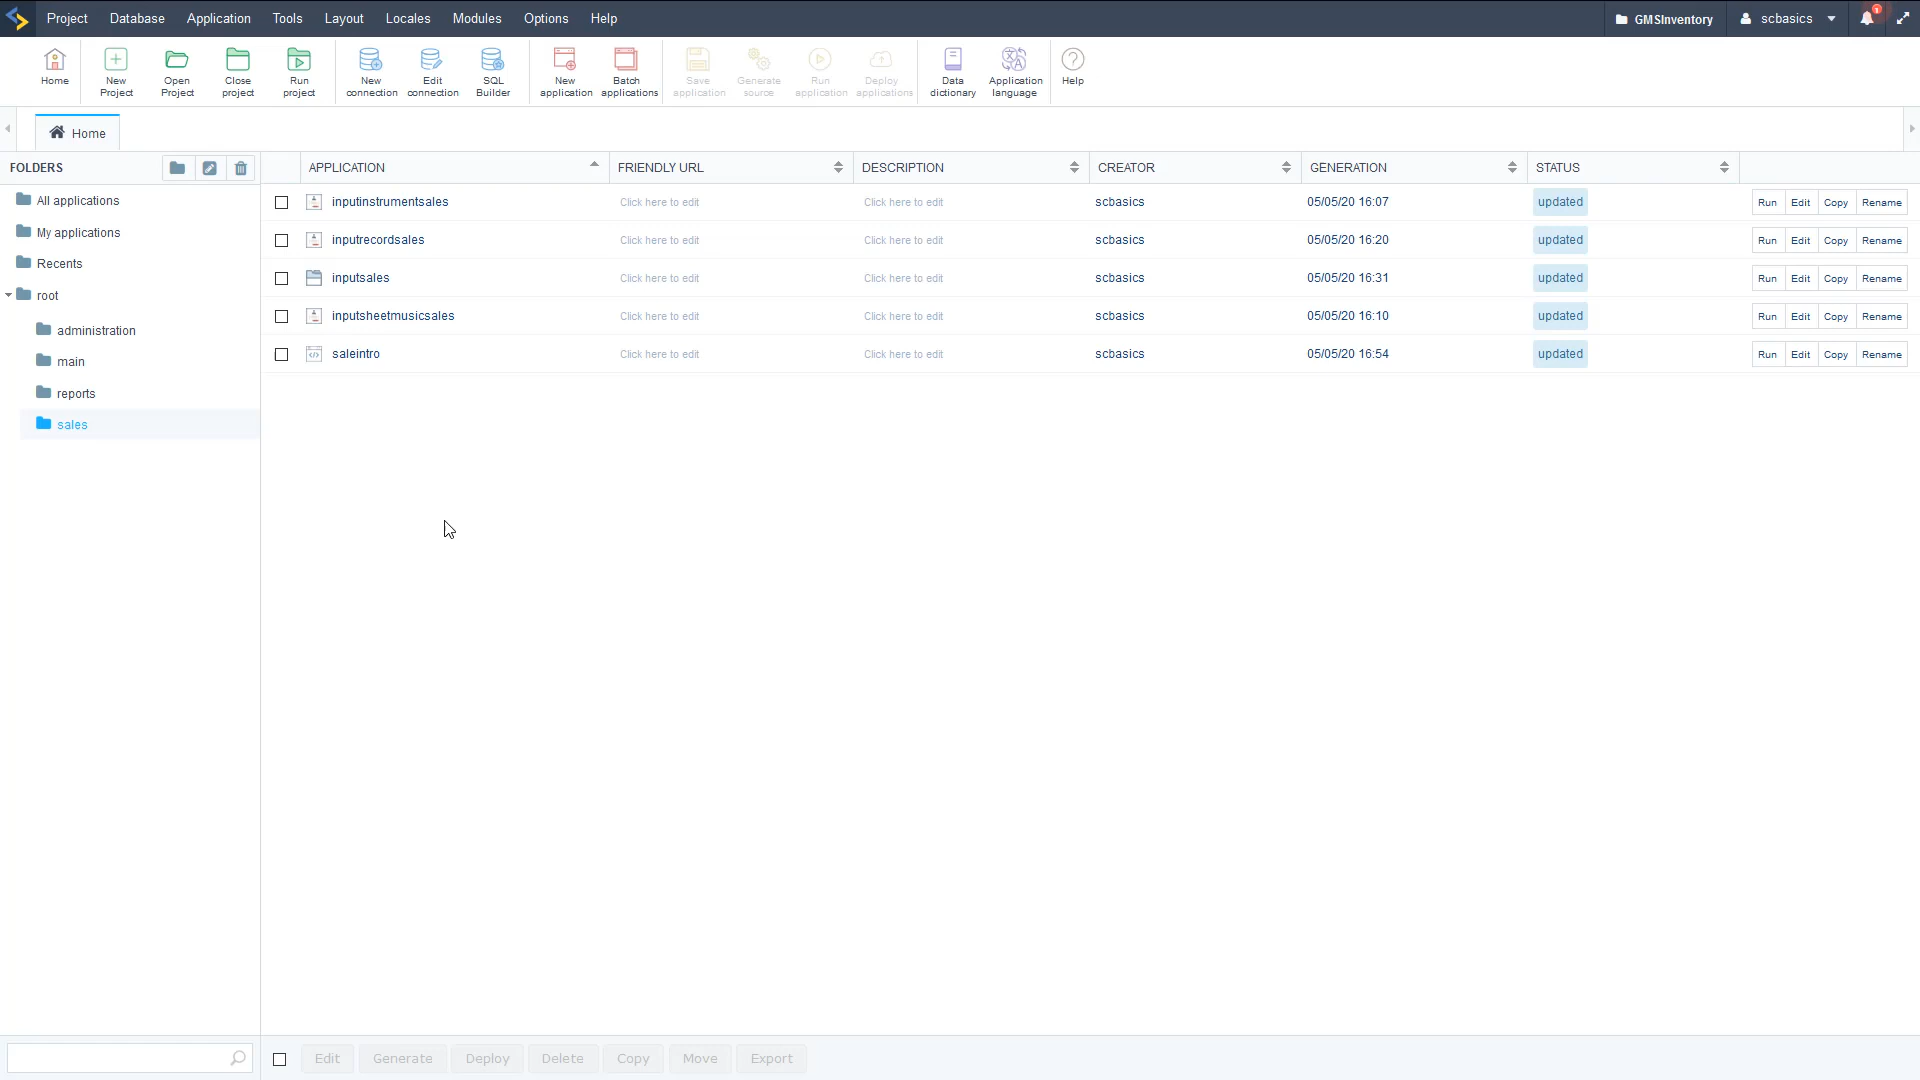 Project Database Application Tools Layout Locales Modules Options Help GMSInventory scbasics 1
Home
New Project
Open Project
Close project
Run project
New connection
Edit connection
SQL Builder
New application
Batch applications
Save application
Generate source
Run application
Deploy applications
Data dictionary
Application language
Help
Home
FOLDERS
All applications
My applications
Recents
root
administration
main
reports
sales
APPLICATION FRIENDLY URL DESCRIPTION CREATOR GENERATION STATUS
inputinstrumentsales Click here to edit Click here to edit scbasics 05/05/20 16:07 updated Run Edit Copy Rename
inputrecordsales Click here to edit Click here to edit scbasics 05/05/20 16:20 updated Run Edit Copy Rename
inputsales Click here to edit Click here to edit scbasics 05/05/20 16:31 updated Run Edit Copy Rename
inputsheetmusicsales Click here to edit Click here to edit scbasics 05/05/20 16:10 updated Run Edit Copy Rename
saleintro Click here to edit Click here to edit scbasics 05/05/20 16:54 updated Run Edit Copy Rename
Edit Generate Deploy Delete Copy Move Export